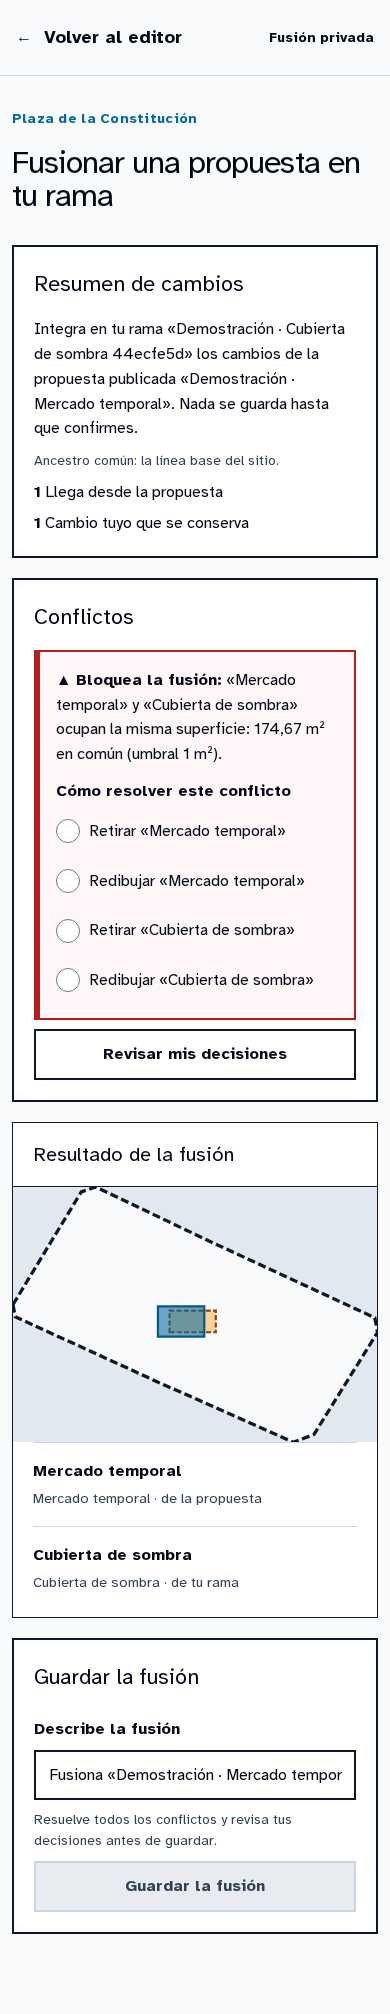 ← Volver al editor
Fusión privada
Plaza de la Constitución
Fusionar una propuesta en
tu rama
Resumen de cambios
Integra en tu rama «Demostración · Cubierta
de sombra 44ecfe5d» los cambios de la
propuesta publicada «Demostración ·
Mercado temporal». Nada se guarda hasta
que confirmes.
Ancestro común: la línea base del sitio.
1 Llega desde la propuesta
1 Cambio tuyo que se conserva
Conflictos
▲ Bloquea la fusión: «Mercado
temporal» y «Cubierta de sombra»
ocupan la misma superficie: 174,67 m²
en común (umbral 1 m²).
Cómo resolver este conflicto
Retirar «Mercado temporal»
Redibujar «Mercado temporal»
Retirar «Cubierta de sombra»
Redibujar «Cubierta de sombra»
Revisar mis decisiones
Resultado de la fusión
Mercado temporal
Mercado temporal · de la propuesta
Cubierta de sombra
Cubierta de sombra · de tu rama
Guardar la fusión
Describe la fusión
Fusiona «Demostración · Mercado tempor
Resuelve todos los conflictos y revisa tus
decisiones antes de guardar.
Guardar la fusión